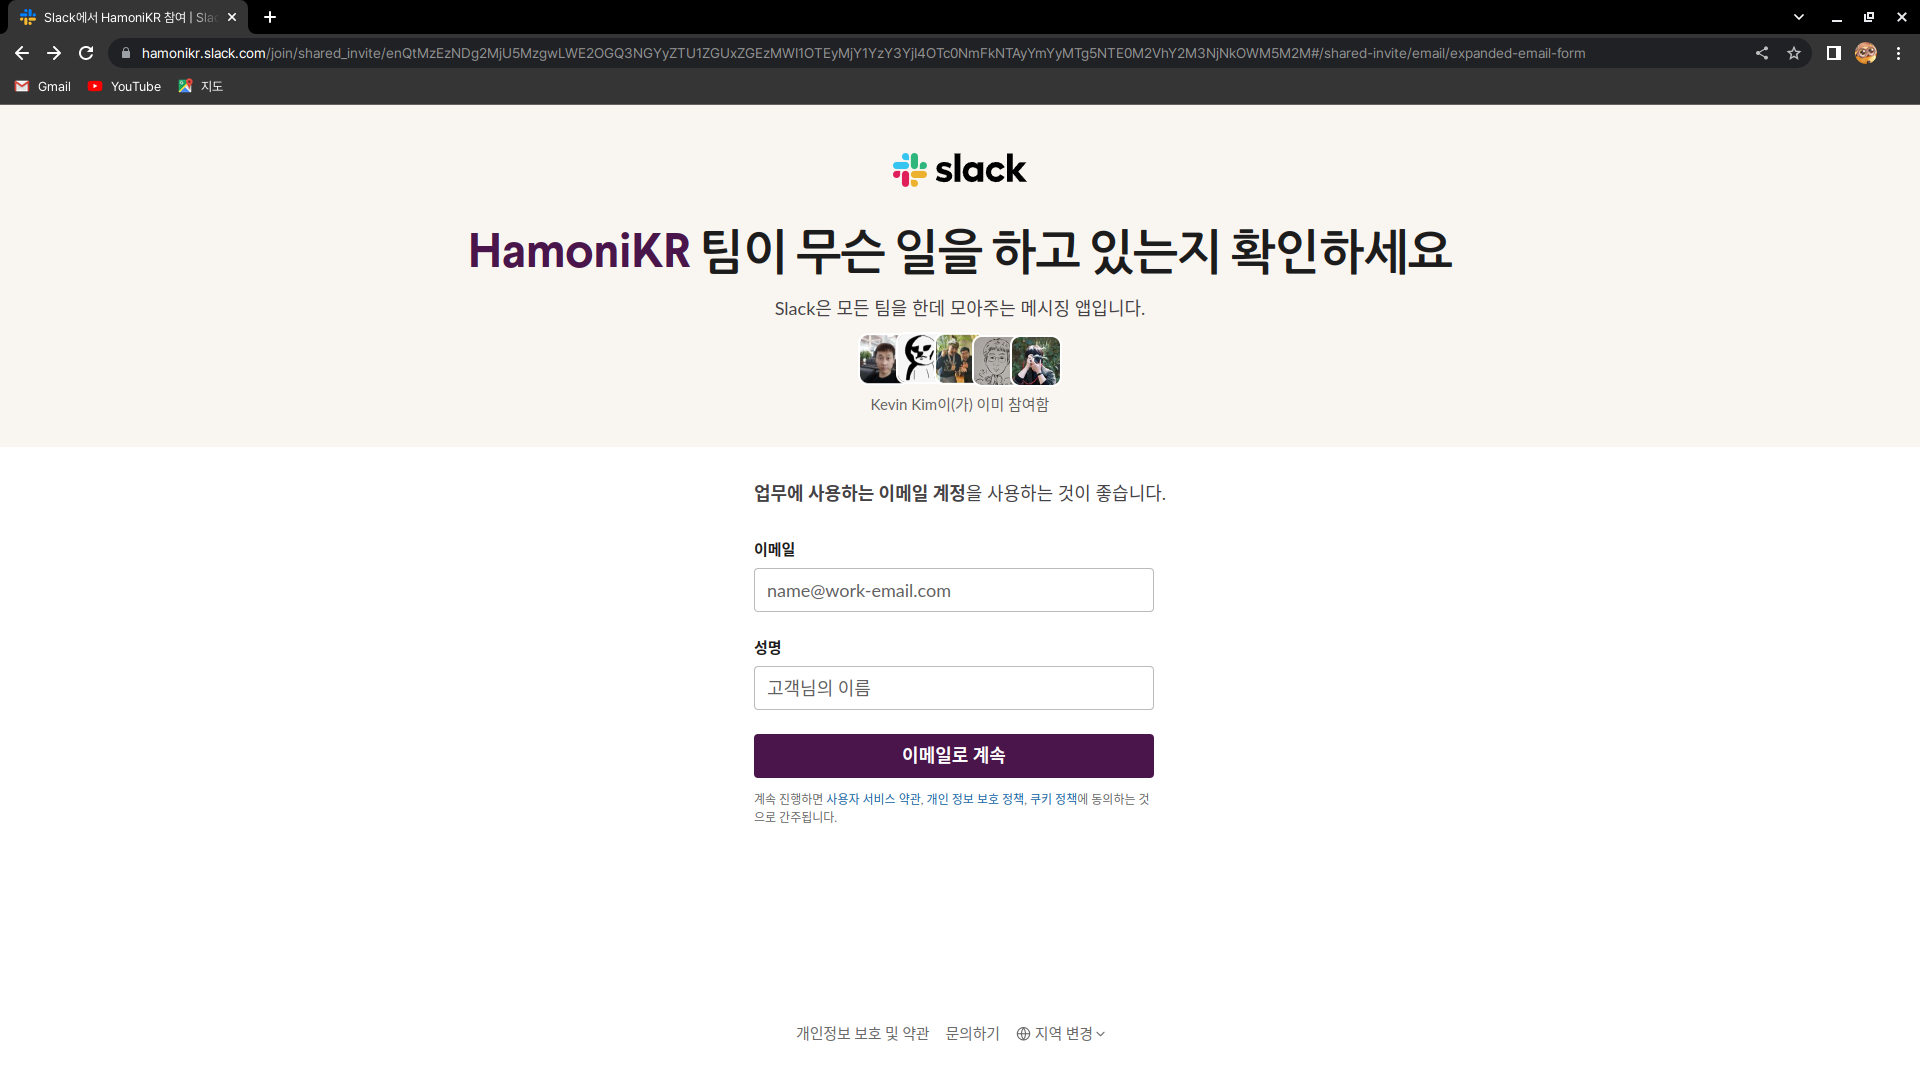 Slack에서 HamoniKR 참여 | Slac
hamonikr.slack.com/join/shared_invite/enQtMzEzNDg2MjU5MzgwLWE2OGQ3NGYyZTU1ZGUxZGEzMWI1OTEyMjY1YzY3YjI4OTc0NmFkNTAyYmYyMTg5NTE0M2VhY2M3NjNkOWM5M2M#/shared-invite/email/expanded-email-form
Gmail YouTube 지도
slack
HamoniKR 팀이 무슨 일을 하고 있는지 확인하세요
Slack은 모든 팀을 한데 모아주는 메시징 앱입니다.
Kevin Kim이(가) 이미 참여함
업무에 사용하는 이메일 계정을 사용하는 것이 좋습니다.
이메일
name@work-email.com
성명
고객님의 이름
이메일로 계속
계속 진행하면 사용자 서비스 약관, 개인 정보 보호 정책, 쿠키 정책에 동의하는 것
으로 간주됩니다.
개인정보 보호 및 약관 문의하기 지역 변경